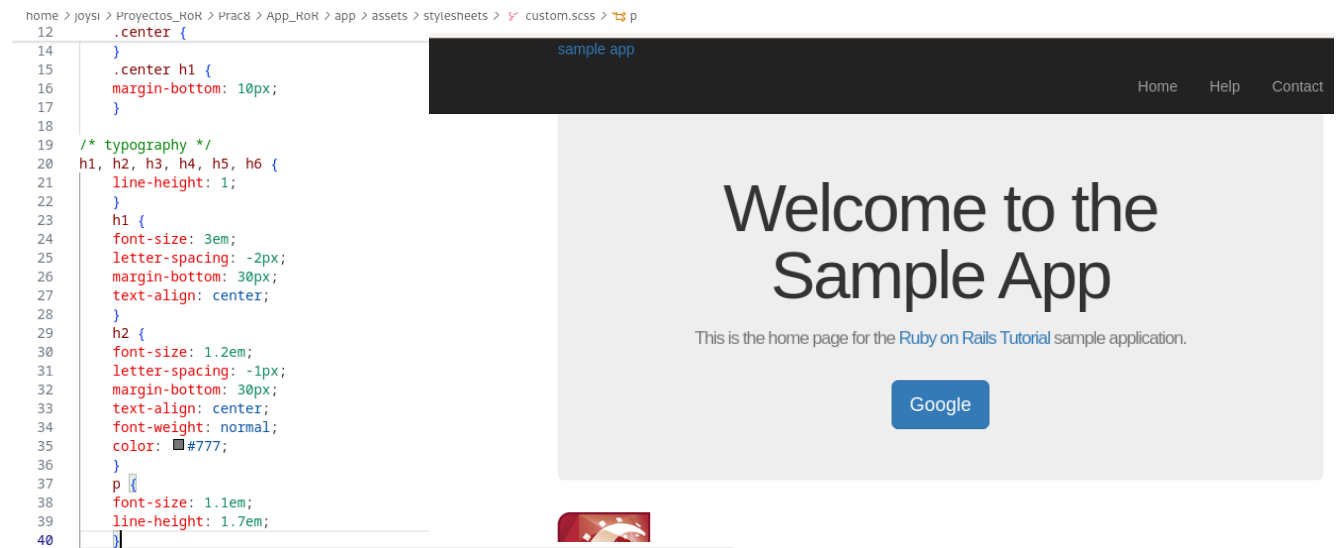 home > joysi > Proyectos_RoR > Prac8 > App_RoR > app > assets > stylesheets > custom.scss > p
12 .center {
14 }
15 .center h1 {
16 margin-bottom: 10px;
17 }
18
19 /* typography */
20 h1, h2, h3, h4, h5, h6 {
21 line-height: 1;
22 }
23 h1 {
24 font-size: 3em;
25 letter-spacing: -2px;
26 margin-bottom: 30px;
27 text-align: center;
28 }
29 h2 {
30 font-size: 1.2em;
31 letter-spacing: -1px;
32 margin-bottom: 30px;
33 text-align: center;
34 font-weight: normal;
35 color: #777;
36 }
37 p {
38 font-size: 1.1em;
39 line-height: 1.7em;
40 }
sample app
Home Help Contact
Welcome to the
Sample App
This is the home page for the Ruby on Rails Tutorial sample application.
Google